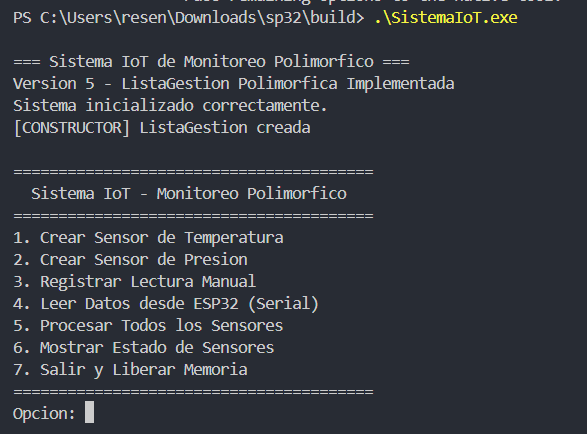 PS C:\Users\resen\Downloads\sp32\build> .\SistemaIoT.exe
=== Sistema IoT de Monitoreo Polimorfico ===
Version 5 - ListaGestion Polimorfica Implementada
Sistema inicializado correctamente.
[CONSTRUCTOR] ListaGestion creada
========================================
Sistema IoT - Monitoreo Polimorfico
========================================
1. Crear Sensor de Temperatura
2. Crear Sensor de Presion
3. Registrar Lectura Manual
4. Leer Datos desde ESP32 (Serial)
5. Procesar Todos los Sensores
6. Mostrar Estado de Sensores
7. Salir y Liberar Memoria
========================================
Opcion: